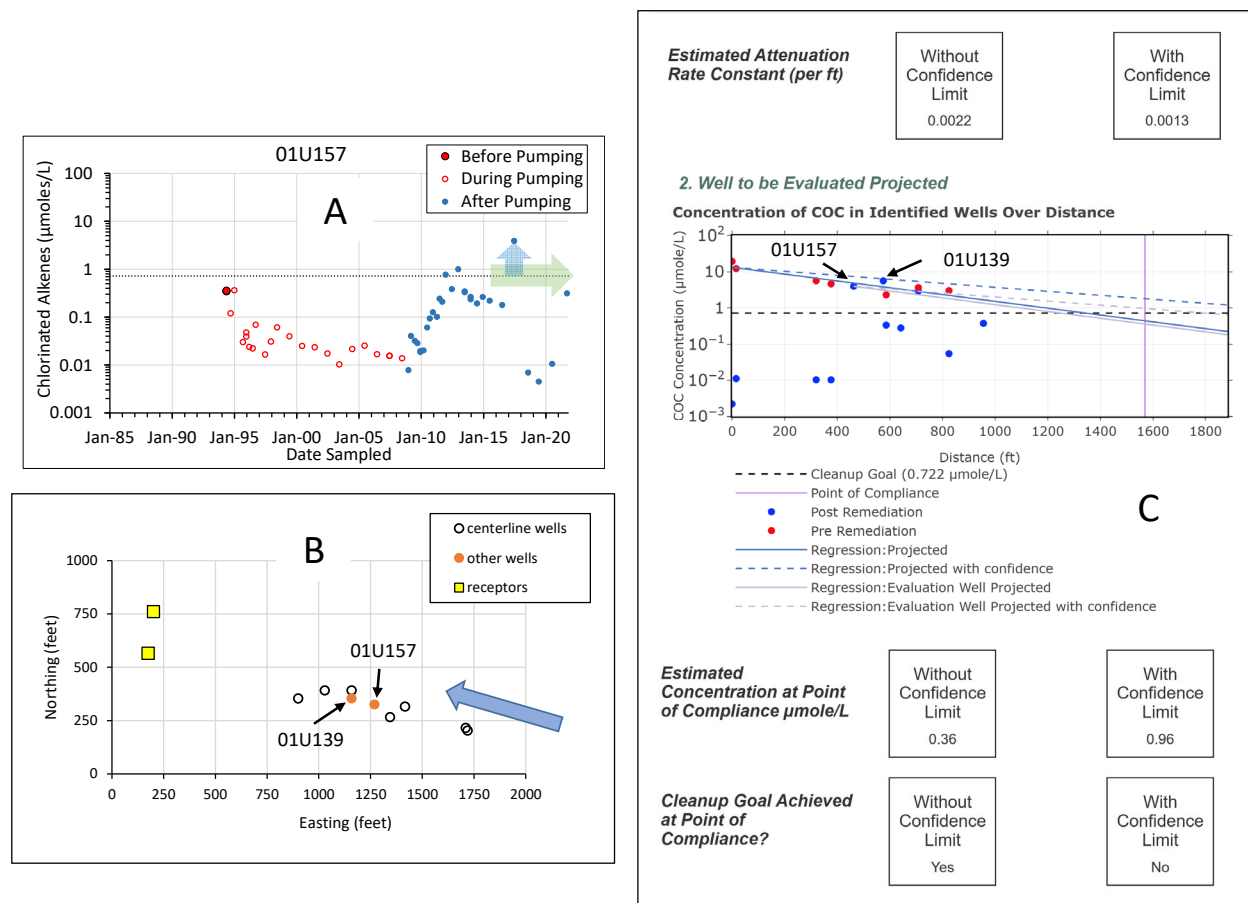 01U157
Before Pumping
During Pumping
After Pumping
A
Chlorinated Alkenes (µmoles/L)
100
10
1
0.1
0.01
0.001
Jan-85 Jan-90 Jan-95 Jan-00 Jan-05 Jan-10 Jan-15 Jan-20
Date Sampled
B
centerline wells
other wells
receptors
Northing (feet)
1000
750
500
250
0
01U157
01U139
0 250 500 750 1000 1250 1500 1750 2000
Easting (feet)
Estimated Attenuation
Rate Constant (per ft)
Without
Confidence
Limit
0.0022
With
Confidence
Limit
0.0013
2. Well to be Evaluated Projected
Concentration of COC in Identified Wells Over Distance
COC Concentration (µmole/L)
10²
10
1
10⁻¹
10⁻²
10⁻³
01U157
01U139
0 200 400 600 800 1000 1200 1400 1600 1800
Distance (ft)
Cleanup Goal (0.722 µmole/L)
Point of Compliance
Post Remediation
Pre Remediation
Regression:Projected
Regression:Projected with confidence
Regression:Evaluation Well Projected
Regression:Evaluation Well Projected with confidence
C
Estimated
Concentration at Point
of Compliance µmole/L
Without
Confidence
Limit
0.36
With
Confidence
Limit
0.96
Cleanup Goal Achieved
at Point of
Compliance?
Without
Confidence
Limit
Yes
With
Confidence
Limit
No